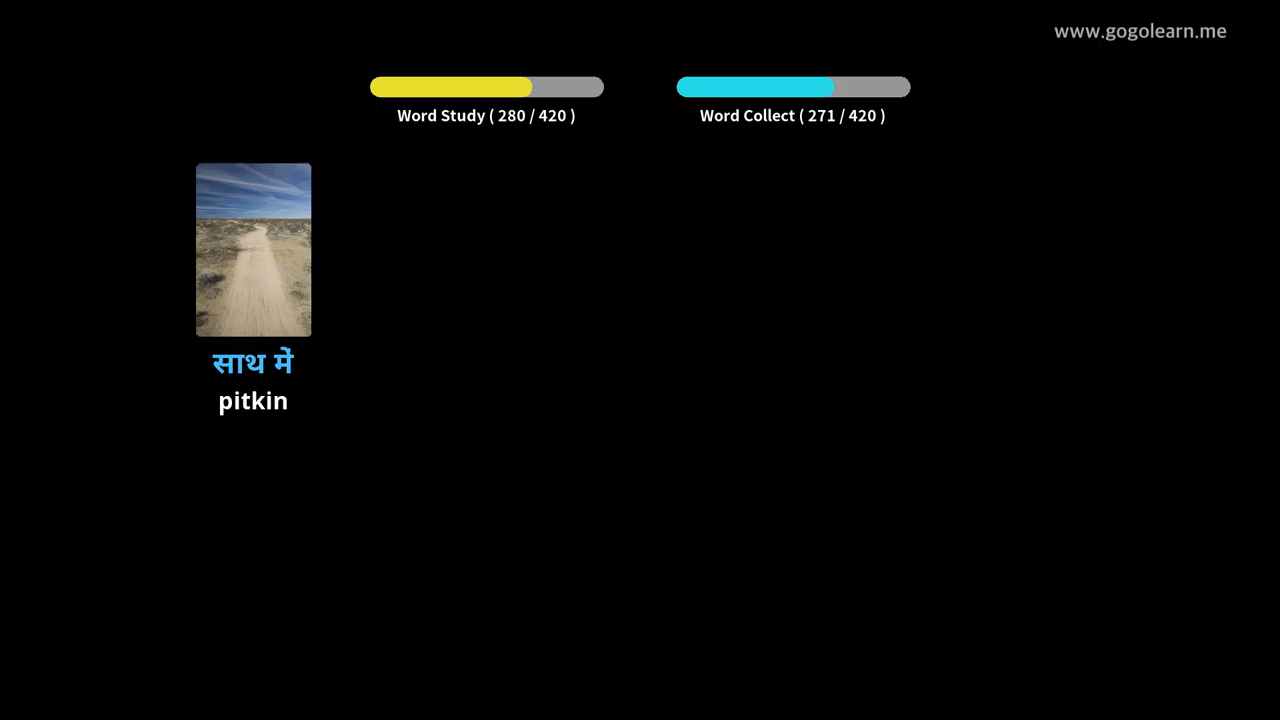 www.gogolearn.me
Word Study ( 280 / 420 )
Word Collect ( 271 / 420 )
साथ में
pitkin